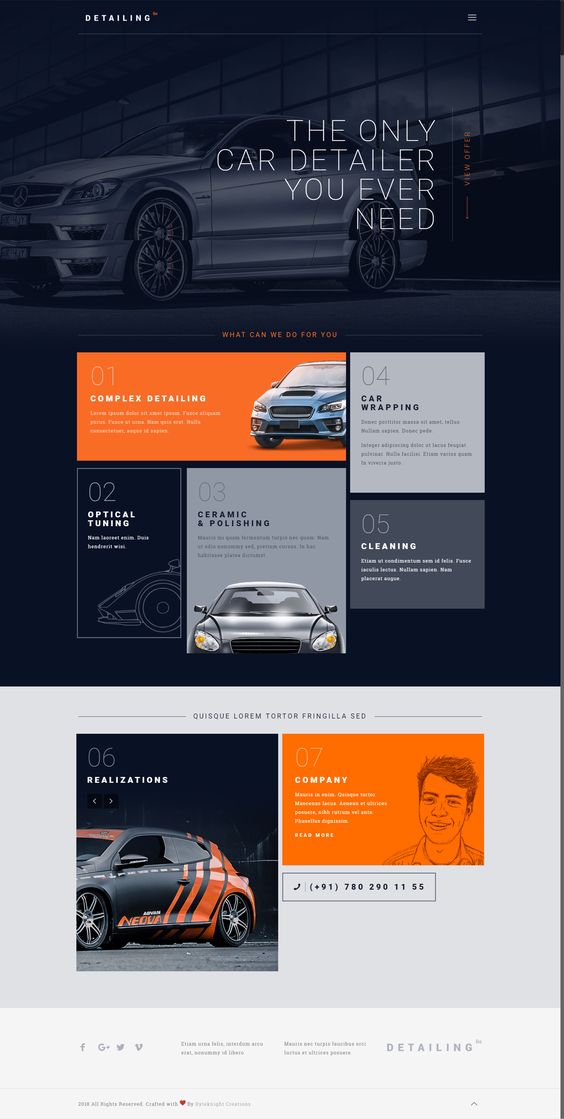 DETAILING Be
THE ONLY
CAR DETAILER
YOU EVER
NEED
VIEW OFFER
WHAT CAN WE DO FOR YOU
01
COMPLEX DETAILING
Lorem ipsum dolor sit amet ipsum. Fusce aliquam
purus. Fusce ut urna. Nam quis erat. Nulla
consectetuer, augue id sapien.
02
OPTICAL
TUNING
Nam laoreet enim. Duis
hendrerit wisi.
03
CERAMIC
& POLISHING
Mauris mi quam fermentum turpis nec quam. Nam
ut odio nonummy sed, pretium cursus. In hac
habitasse platea dictumst.
04
CAR
WRAPPING
Donec porttitor massa sit amet, tellus.
Nullam sapien. Donec pede.
Integer adipiscing dolor ut lacus feugiat
pulvinar. Nulla facilisi. Etiam varius quam.
In viverra justo.
05
CLEANING
Etiam ut condimentum sem id felis. Fusce
iaculis lectus. Nullam sapien. Nam
placerat augue.
QUISQUE LOREM TORTOR FRINGILLA SED
06
REALIZATIONS
ADVAN
NEOVA
07
COMPANY
Mauris in enim. Quisque tortor.
Maecenas lacus. Aenean et ultrices
posuere, nibh rutrum vel ante.
Phasellus dignissim.
READ MORE
(+91) 780 290 11 55
Etiam urna felis, interdum arcu
erat, nonummy id libero.
Mauris nec turpis faucibus orci
luctus et ultrices posuere.
DETAILING Be
2018 All Rights Reserved. Crafted with ❤ By Byteknight Creations